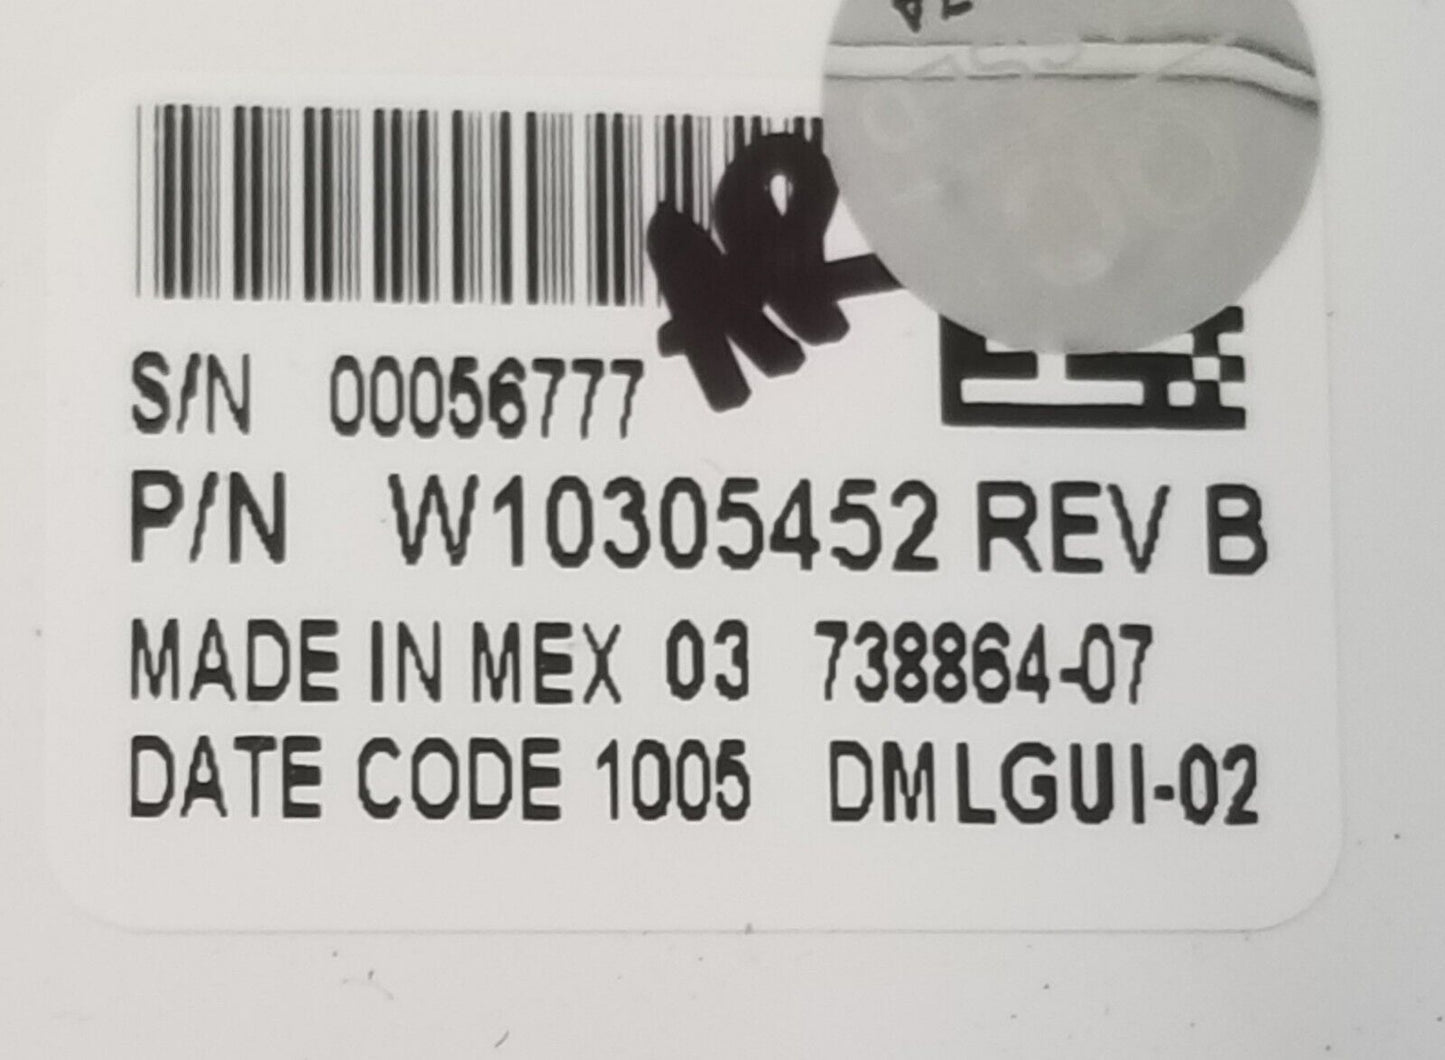 S/N 00056777
P/N W10305452 REV B
MADE IN MEX 03 738864-07
DATE CODE 1005 DMLGUI-02